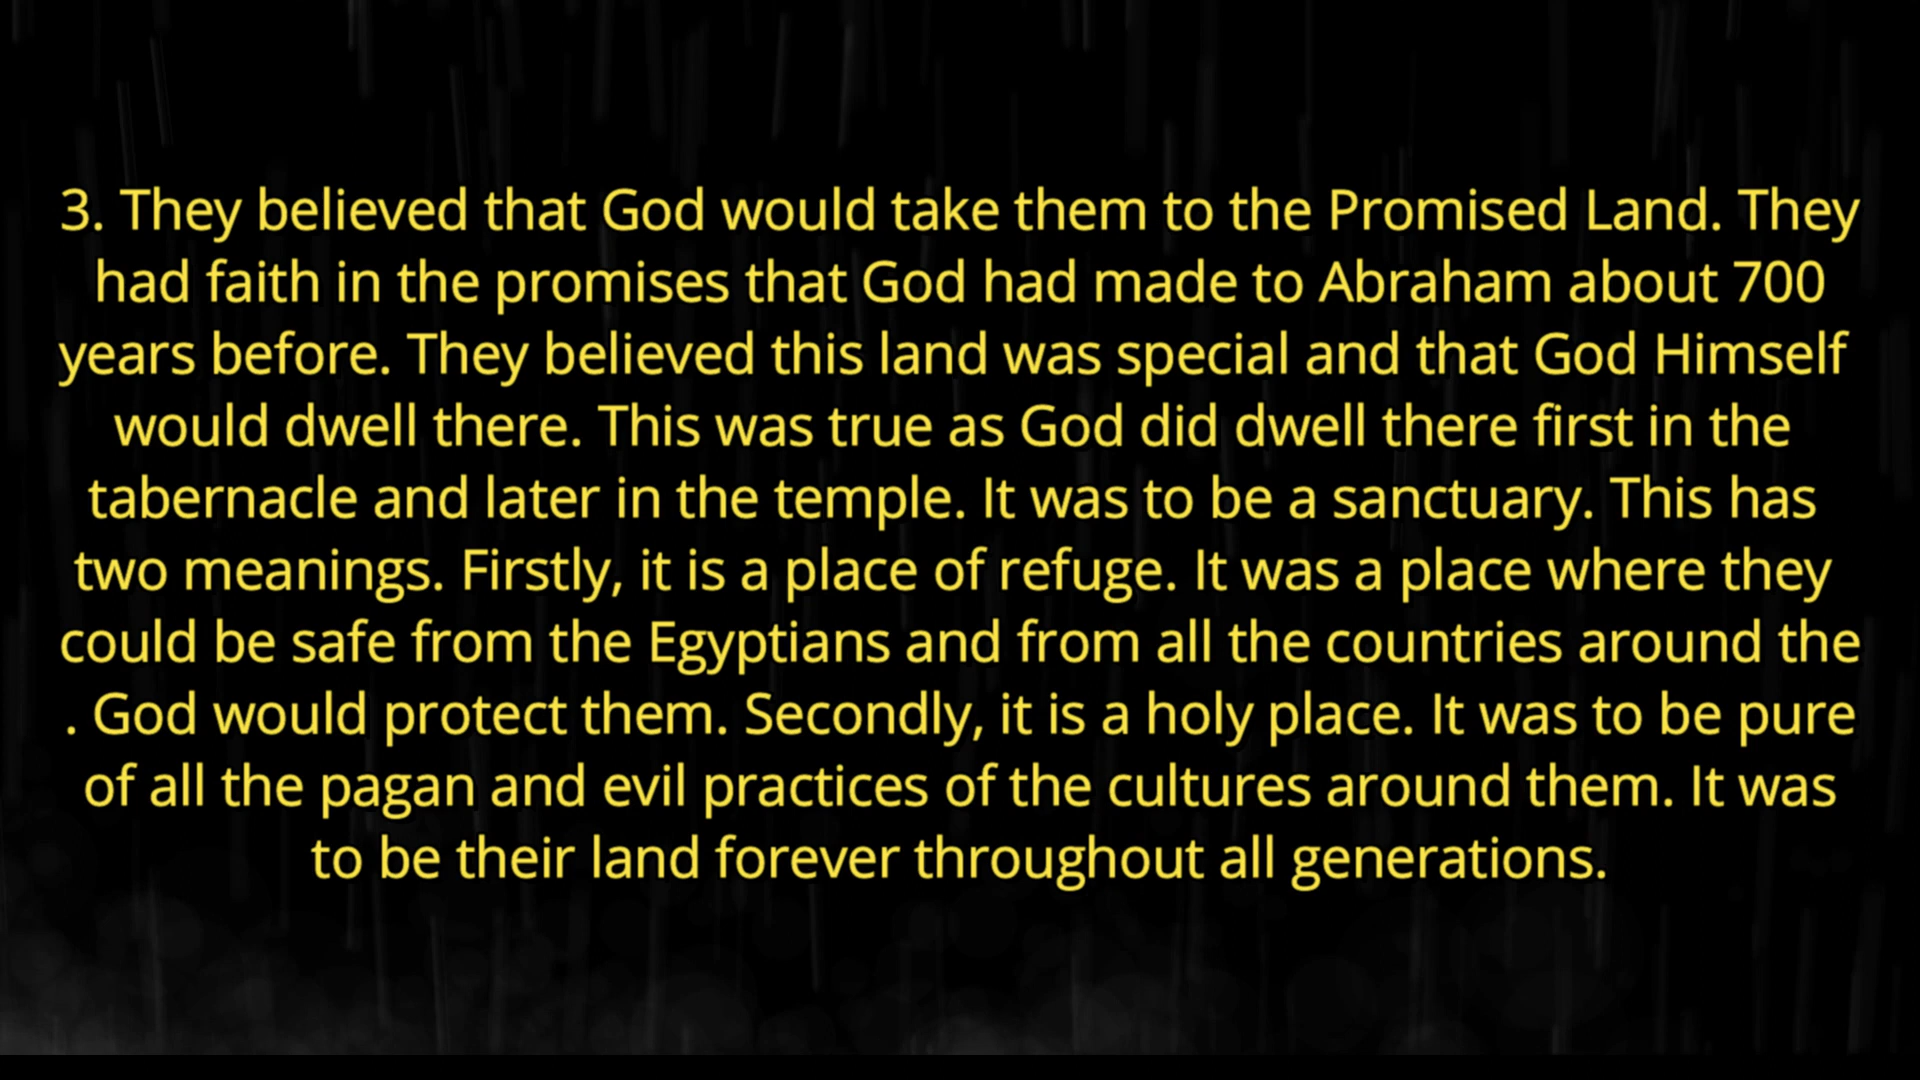 3. They believed that God would take them to the Promised Land. They
had faith in the promises that God had made to Abraham about 700
years before. They believed this land was special and that God Himself
would dwell there. This was true as God did dwell there first in the
tabernacle and later in the temple. It was to be a sanctuary. This has
two meanings. Firstly, it is a place of refuge. It was a place where they
could be safe from the Egyptians and from all the countries around the
. God would protect them. Secondly, it is a holy place. It was to be pure
of all the pagan and evil practices of the cultures around them. It was
to be their land forever throughout all generations.